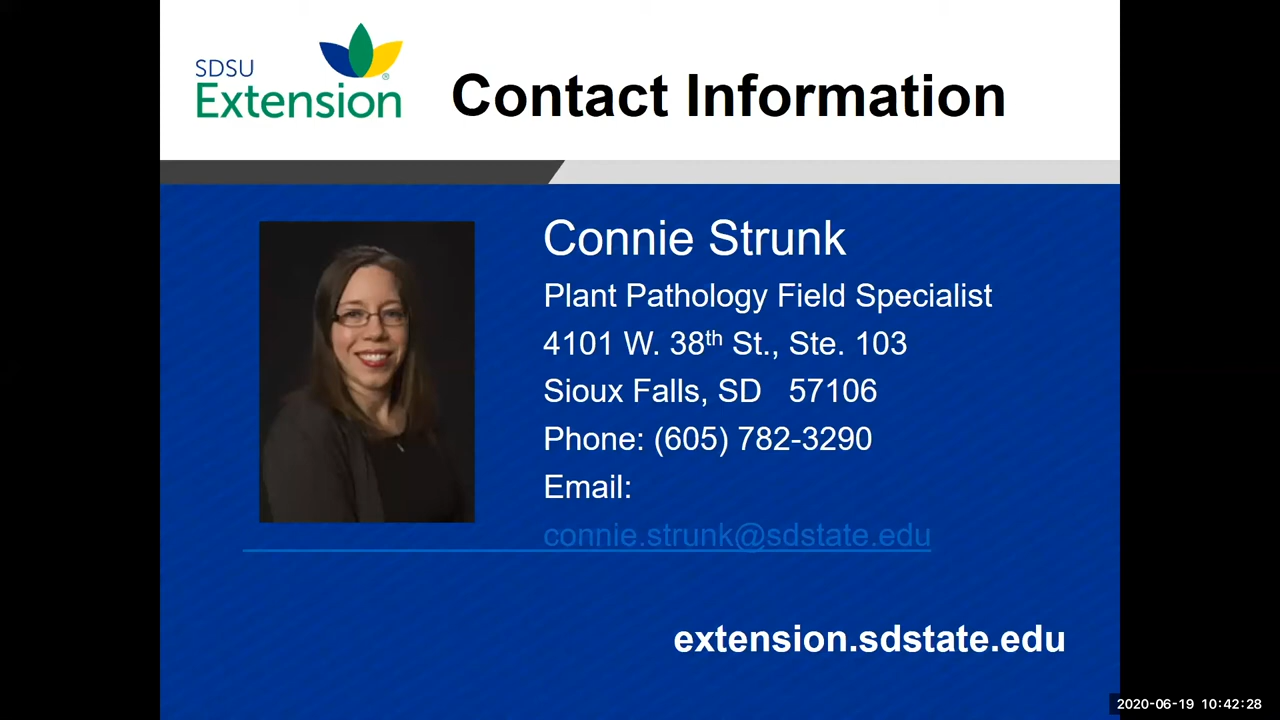 SDSU
Extension
®
Contact Information
Connie Strunk
Plant Pathology Field Specialist
4101 W. 38th St., Ste. 103
Sioux Falls, SD   57106
Phone: (605) 782-3290
Email:
connie.strunk@sdstate.edu
extension.sdstate.edu
2020-06-19 10:42:28